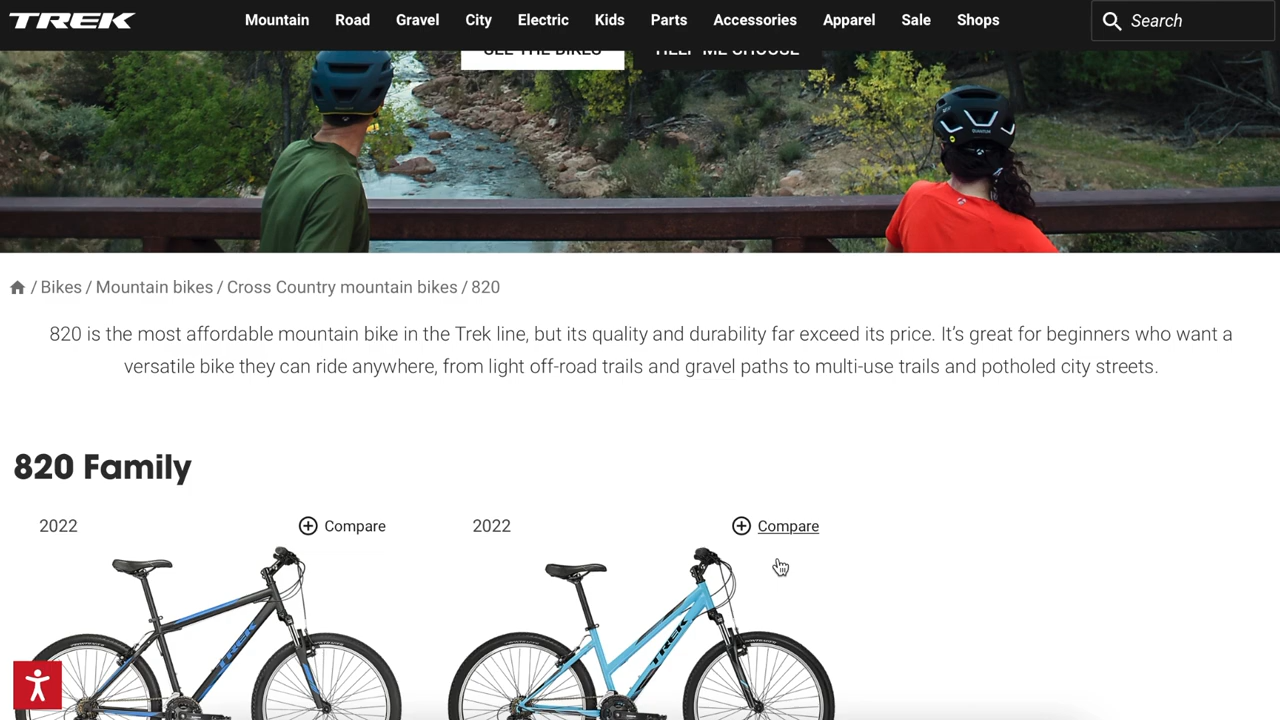 TREK
Mountain Road Gravel City Electric Kids Parts Accessories Apparel Sale Shops
Search
SEE THE BIKES HELP ME CHOOSE
/ Bikes / Mountain bikes / Cross Country mountain bikes / 820
820 is the most affordable mountain bike in the Trek line, but its quality and durability far exceed its price. It’s great for beginners who want a
versatile bike they can ride anywhere, from light off-road trails and gravel paths to multi-use trails and potholed city streets.
820 Family
2022 Compare
2022 Compare
TREK
TREK